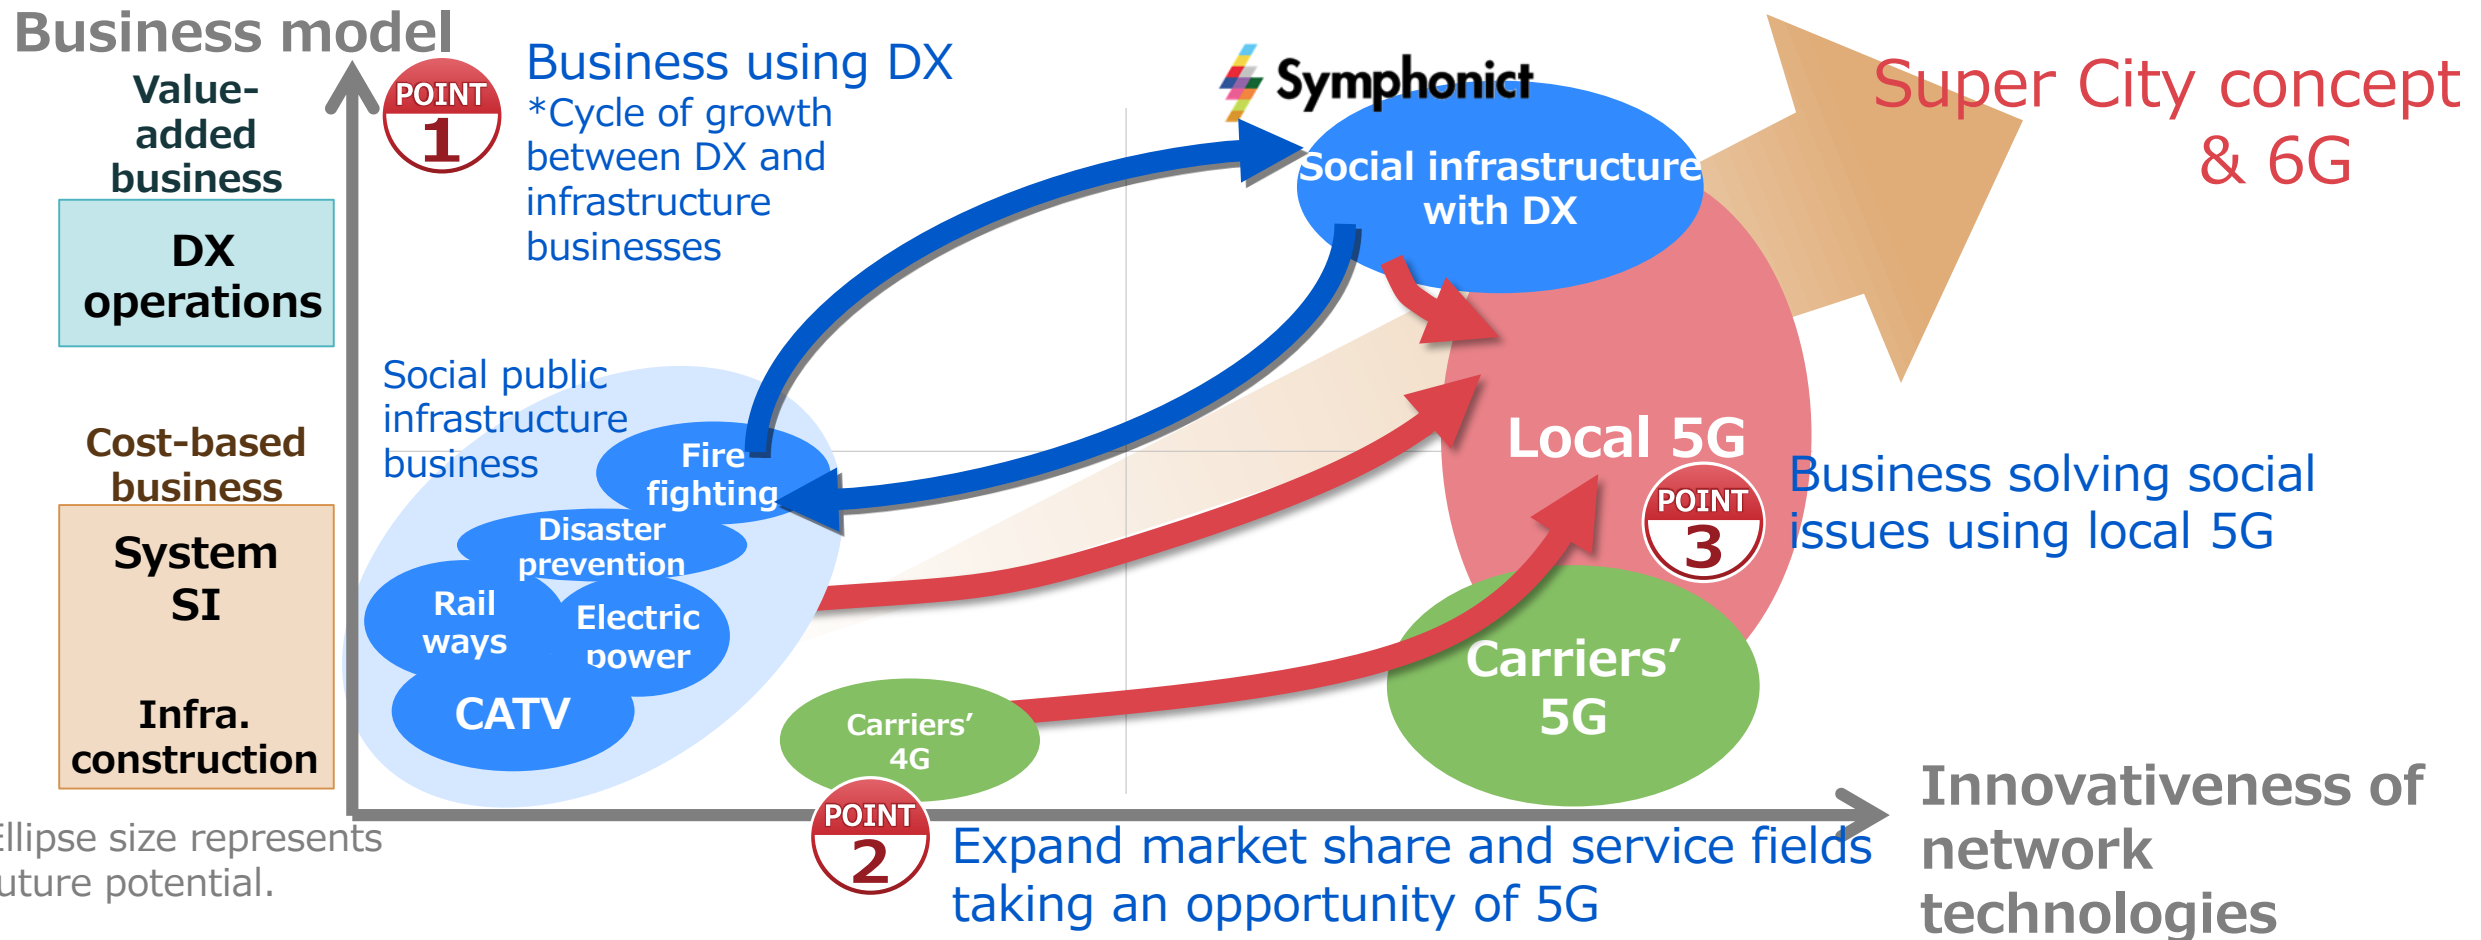 Business model
Value-
added
business
DX
operations
Cost-based
business
System
SI
Infra.
construction
Ellipse size represents
future potential.
POINT
1
Business using DX
*Cycle of growth
between DX and
infrastructure
businesses
Symphonict
Social infrastructure
with DX
Super City concept
& 6G
Social public
infrastructure
business
Fire
fighting
Disaster
prevention
Rail
ways
Electric
power
CATV
Local 5G
POINT
3
Business solving social
issues using local 5G
Carriers’
4G
Carriers’
5G
POINT
2
Expand market share and service fields
taking an opportunity of 5G
Innovativeness of
network
technologies